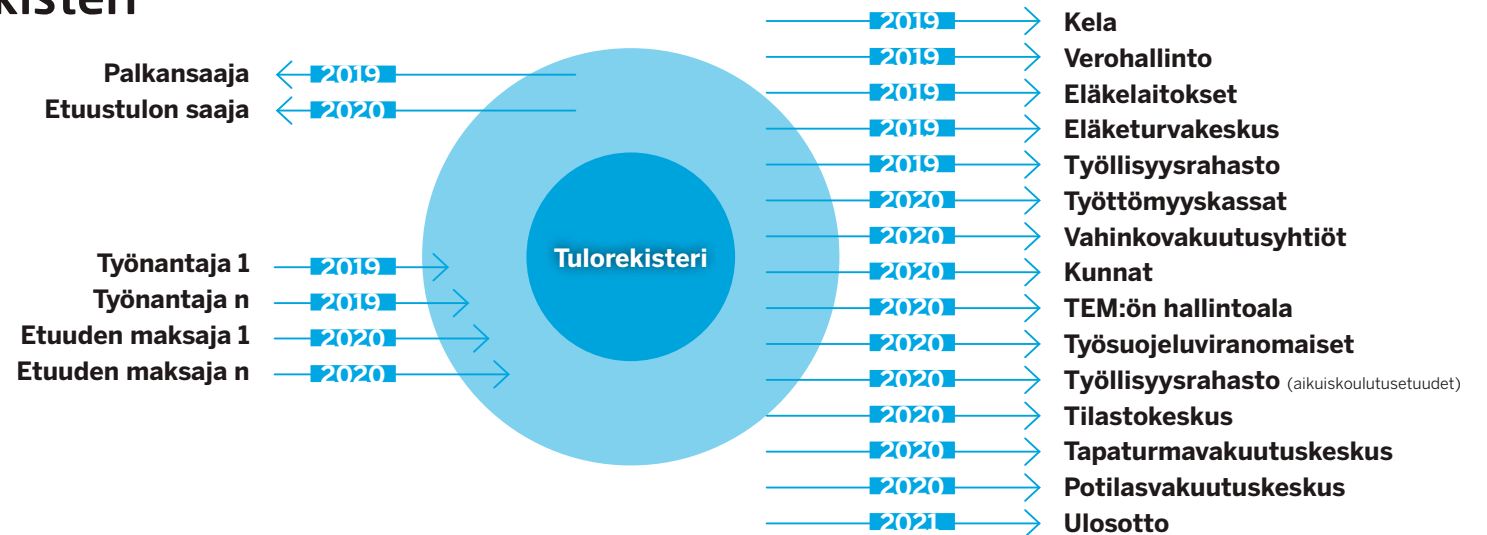 Palkansaaja 2019
Etuustulon saaja 2020
Työnantaja 1 2019
Työnantaja n 2019
Etuuden maksaja 1 2020
Etuuden maksaja n 2020
Tulorekisteri
2019 Kela
2019 Verohallinto
2019 Eläkelaitokset
2019 Eläketurvakeskus
2019 Työllisyysrahasto
2020 Työttömyyskassat
2020 Vahinkovakuutusyhtiöt
2020 Kunnat
2020 TEM:ön hallintoala
2020 Työsuojeluviranomaiset
2020 Työllisyysrahasto (aikuiskoulutusetuudet)
2020 Tilastokeskus
2020 Tapaturmavakuutuskeskus
2020 Potilasvakuutuskeskus
2021 Ulosotto